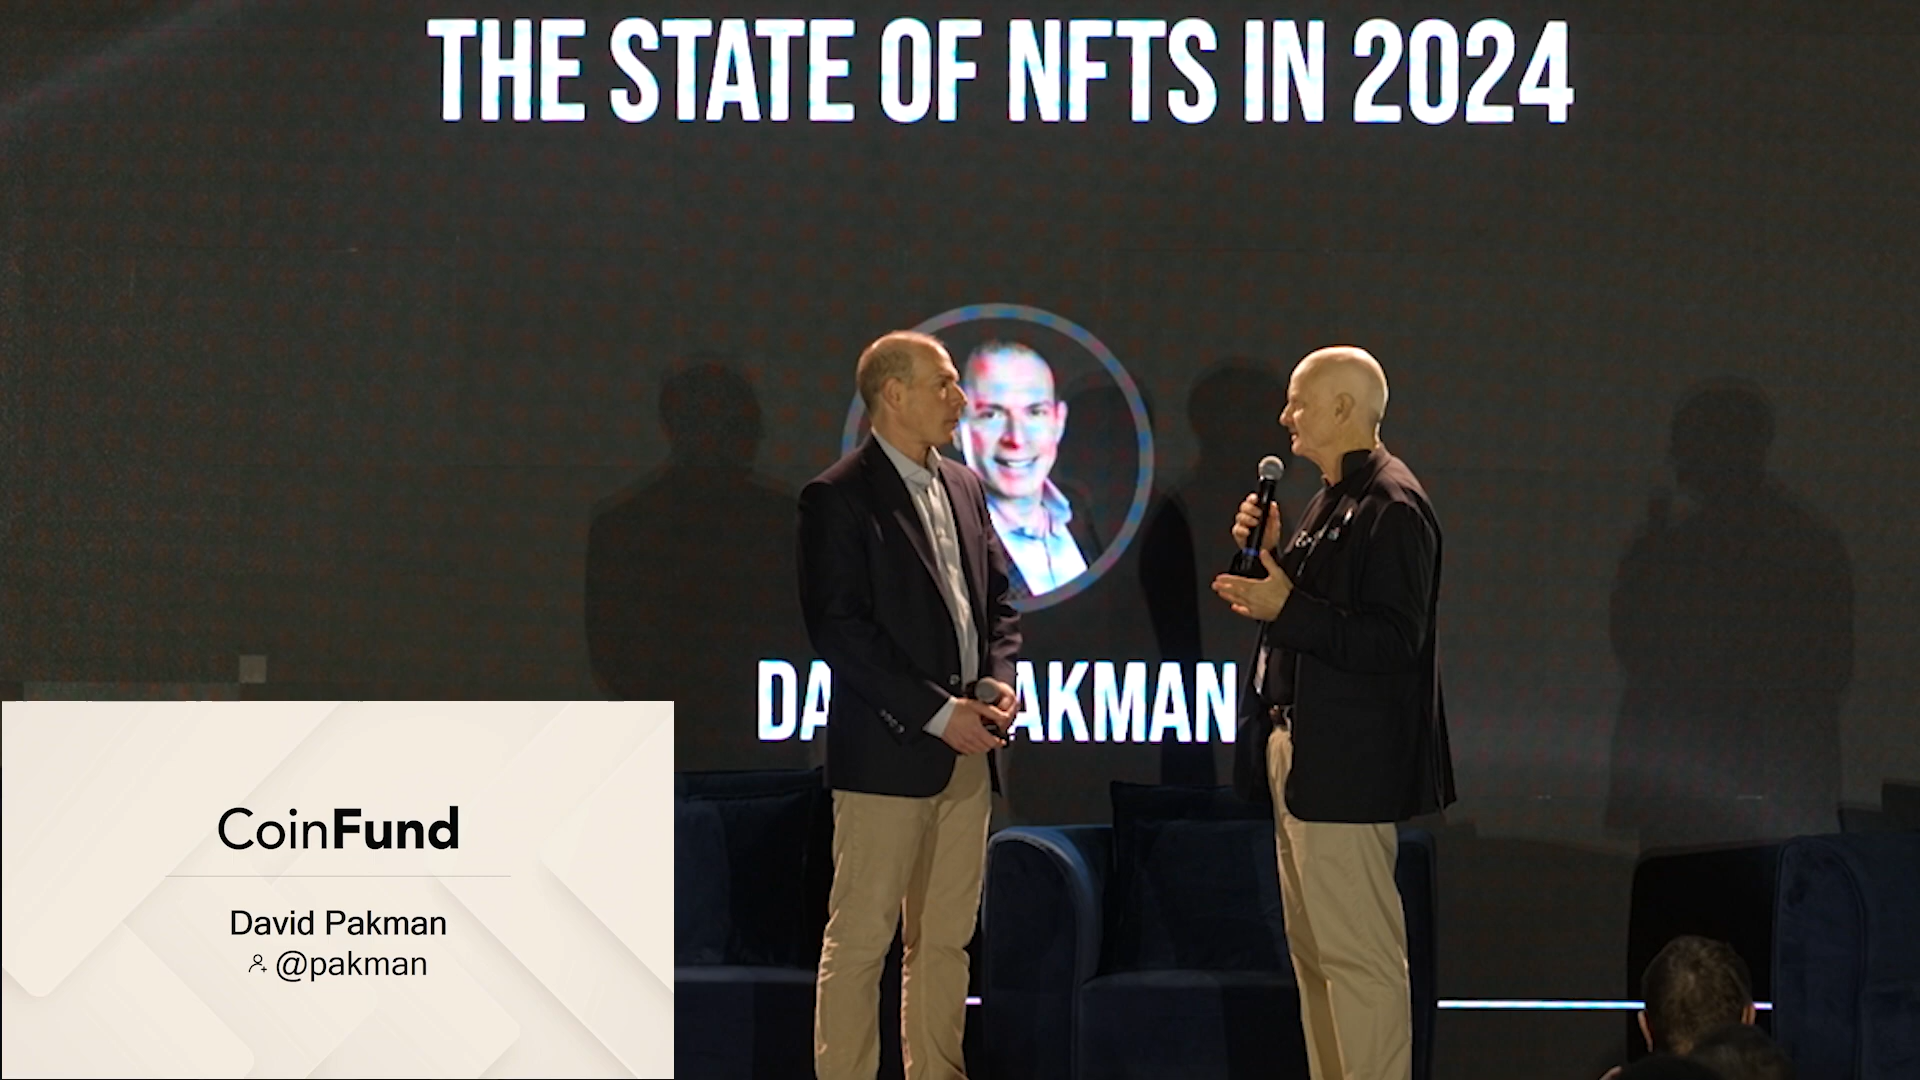 THE STATE OF NFTS IN 2024
DA AKMAN
CoinFund
David Pakman
@pakman